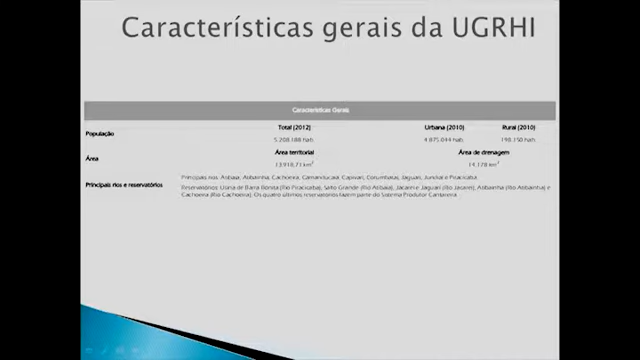 Características gerais da UGRHI
Características Gerais
População
Total (2012)
Urbana (2010)
Rural (2010)
5.208.188 hab.
4.875.044 hab.
198.150 hab.
Área
Área territorial
Área de drenagem
13.918,71 km²
14.178 km²
Principais rios e reservatórios
Principais rios: Atibaia, Atibainha, Cachoeira, Camanducaia, Capivari, Corumbataí, Jaguari, Jundiaí e Piracicaba.
Reservatórios: Usina de Barra Bonita (Rio Piracicaba), Salto Grande (Rio Atibaia), Jacareí e Jaguari (Rio Jacareí), Atibainha (Rio Atibainha) e
Cachoeira (Rio Cachoeira). Os quatro últimos reservatórios fazem parte do Sistema Produtor Cantareira.